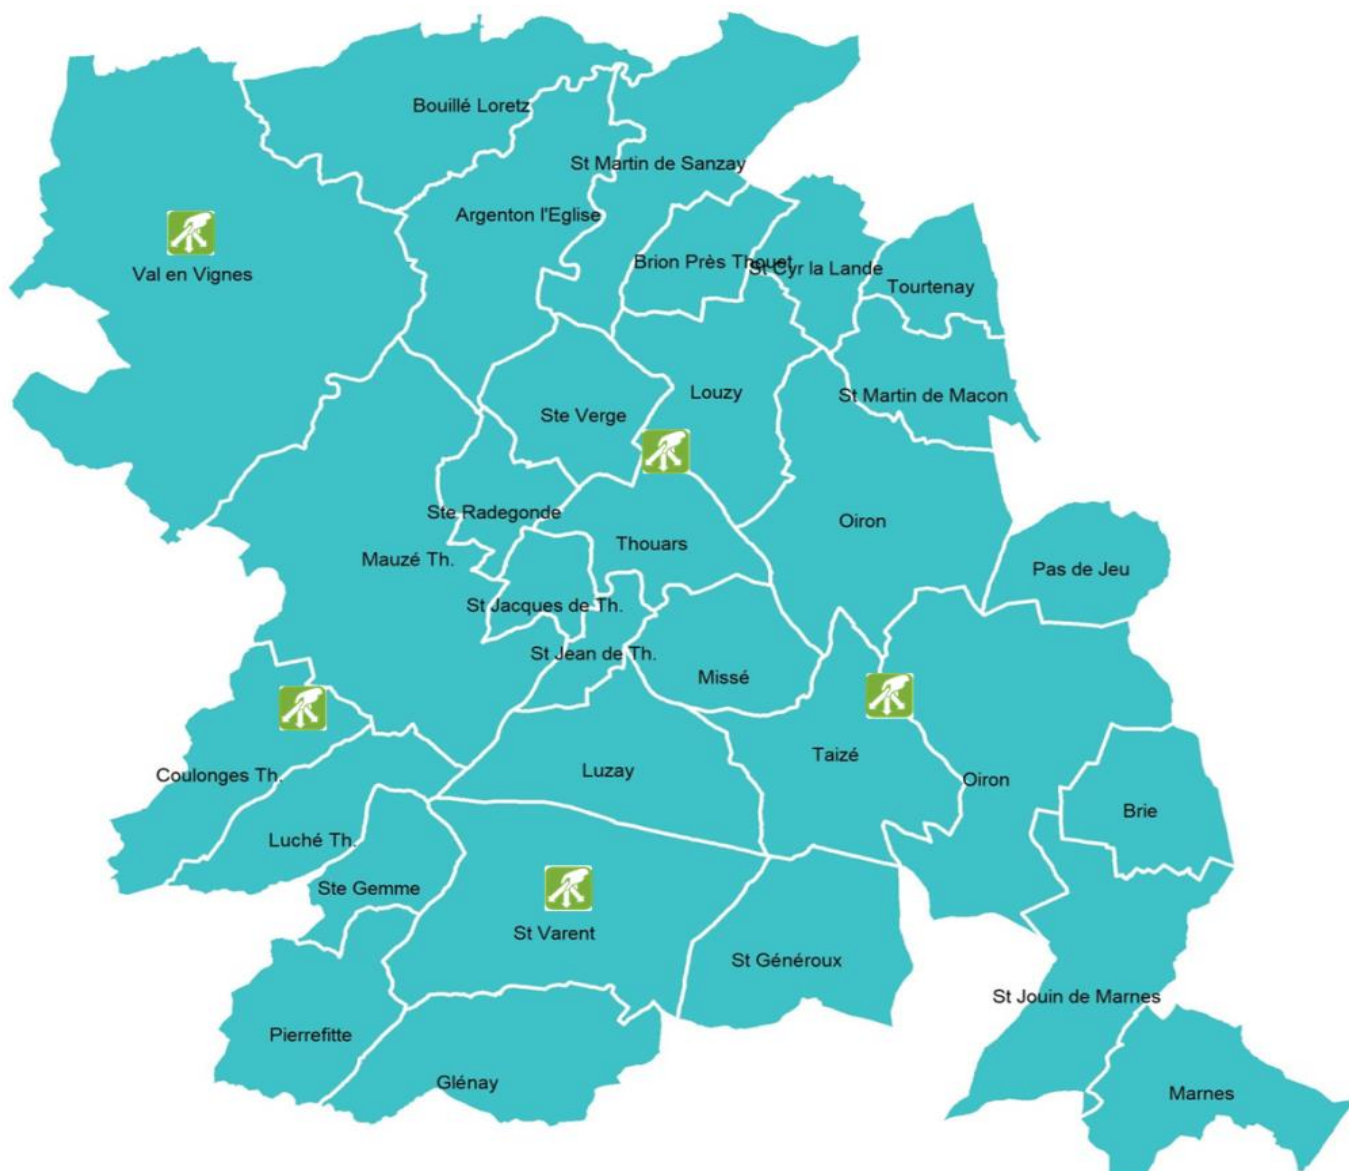 Bouillé Loretz
St Martin de Sanzay
Argenton l'Eglise
Brion Près Thouet
St Cyr la Lande
Val en Vignes
Tourtenay
Louzy
St Martin de Macon
Ste Verge
Ste Radegonde
Oiron
Thouars
Mauzé Th.
Pas de Jeu
St Jacques de Th.
St Jean de Th.
Missé
Taizé
Luzay
Coulonges Th.
Oiron
Brie
Luché Th.
Ste Gemme
St Varent
St Généroux
St Jouin de Marnes
Pierrefitte
Glénay
Marnes